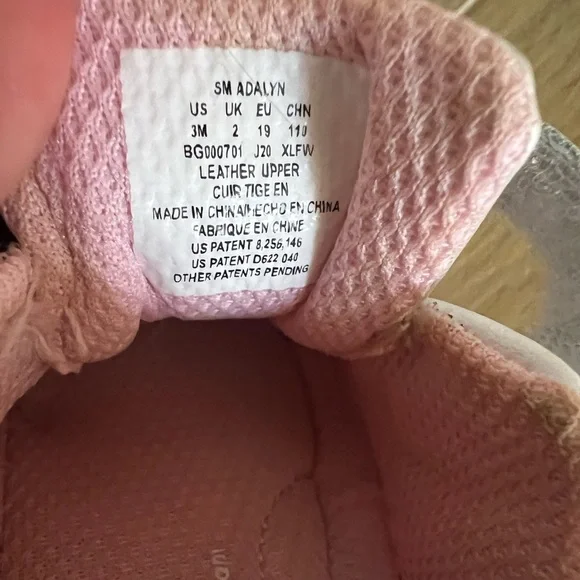 SM ADALYN
US UK EU CHN
3M 2 19 110
BG000701 J20 XLFW
LEATHER UPPER
CUIR TIGE EN
MADE IN CHINA/HECHO EN CHINA
FABRIQUE EN CHINE
US PATENT 8,256,146
US PATENT D622 040
OTHER PATENTS PENDING